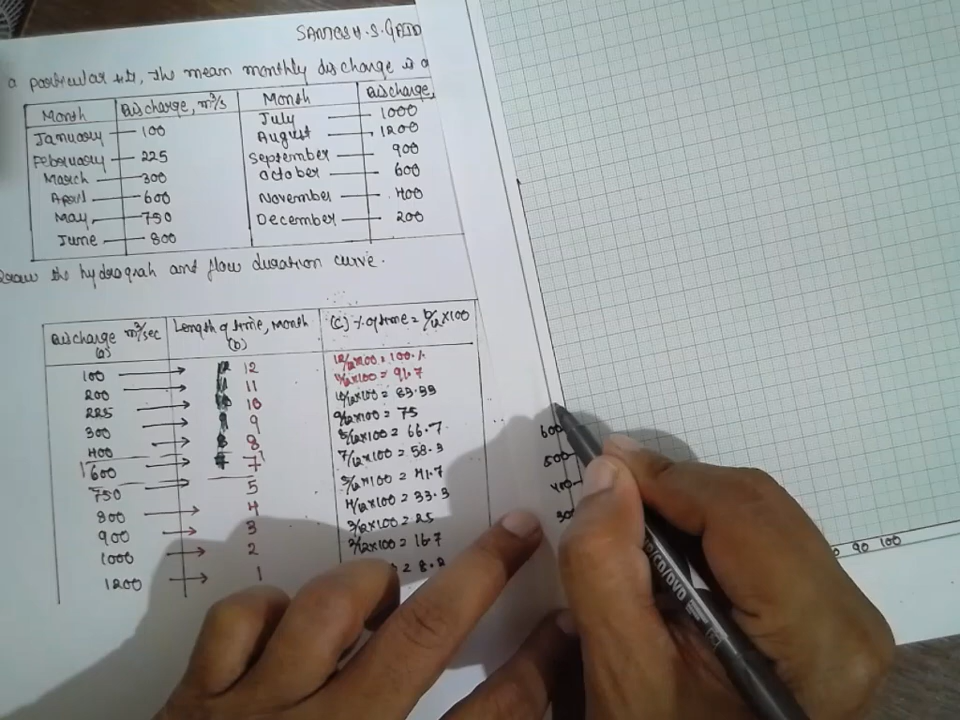 SANTOSH.S.
a particular site, the mean monthly discharge is
Month Discharge, m³/s Month Discharge,
January 100 July 1000
February 225 August 1200
March 300 September 900
April 600 October 600
May 750 November 400
June 800 December 200
Draw the hydrograh and flow duration curve.
Discharge m³/sec (a) Length of time, Month (b) (c) % of time = b/12 x 100
100 12 12/12x100 = 100%
200 11 11/12x100 = 91.7
225 10 10/12x100 = 83.33
300 9 9/12x100 = 75
400 8 8/12x100 = 66.7
600 7 7/12x100 = 58.3
750 5 5/12x100 = 41.7
800 4 4/12x100 = 33.3
900 3 3/12x100 = 25
1000 2 2/12x100 = 16.7
1200 1 = 8.3
600
500
400
300
90 100
CD/DVD